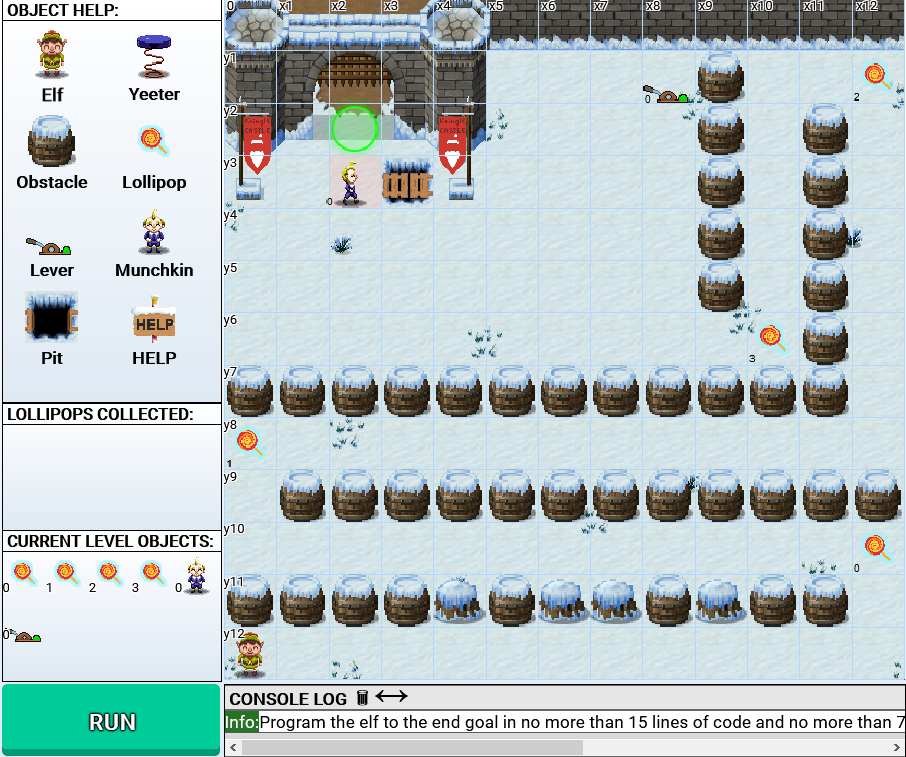 OBJECT HELP:
Elf
Yeeter
Obstacle
Lollipop
Lever
Munchkin
HELP
Pit
HELP
LOLLIPOPS COLLECTED:
CURRENT LEVEL OBJECTS:
0 1 2 3 0
0
RUN
0 x1 x2 x3 x4 x5 x6 x7 x8 x9 x10 x11 x12
y1
0
2
y2
CASTLE
CASTLE
y3
0
y4
y5
y6
3
y7
y8
1
y9
y10
0
y11
y12
CONSOLE LOG
Info:Program the elf to the end goal in no more than 15 lines of code and no more than 7